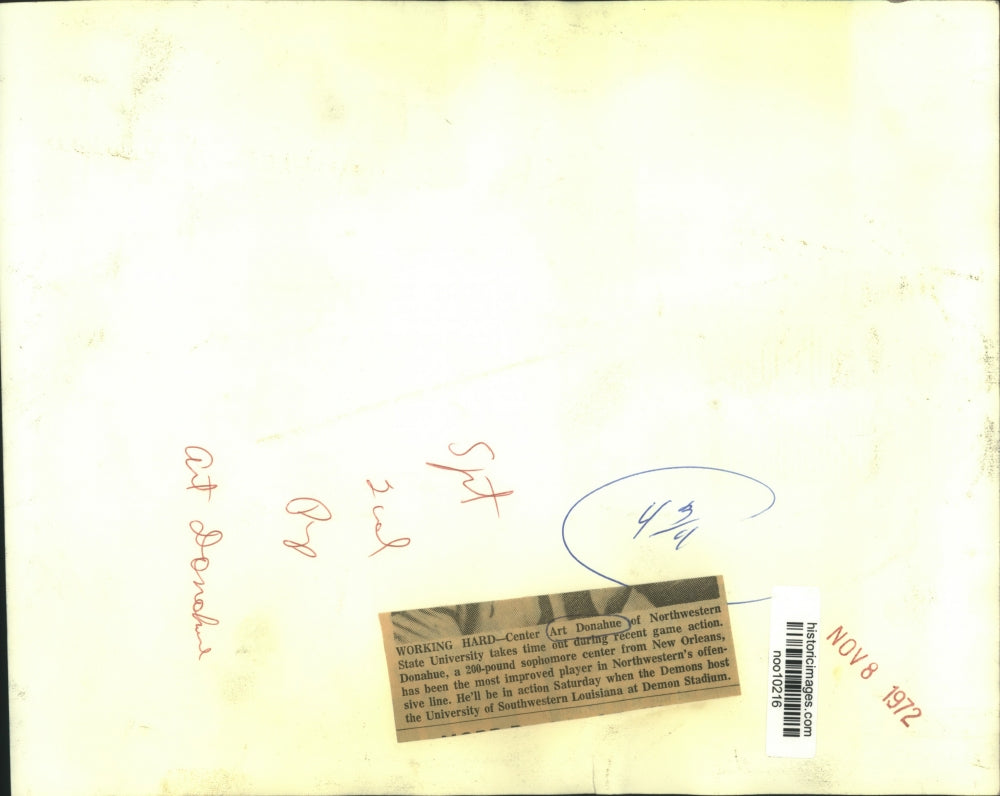 Spt
2 col
Art Donahue
4 3/4
WORKING HARD—Center Art Donahue of Northwestern
State University takes time out during recent game action.
Donahue, a 200-pound sophomore center from New Orleans,
has been the most improved player in Northwestern's offen-
sive line. He'll be in action Saturday when the Demons host
the University of Southwestern Louisiana at Demon Stadium.
historicimages.com
noo10216
NOV 8 1972